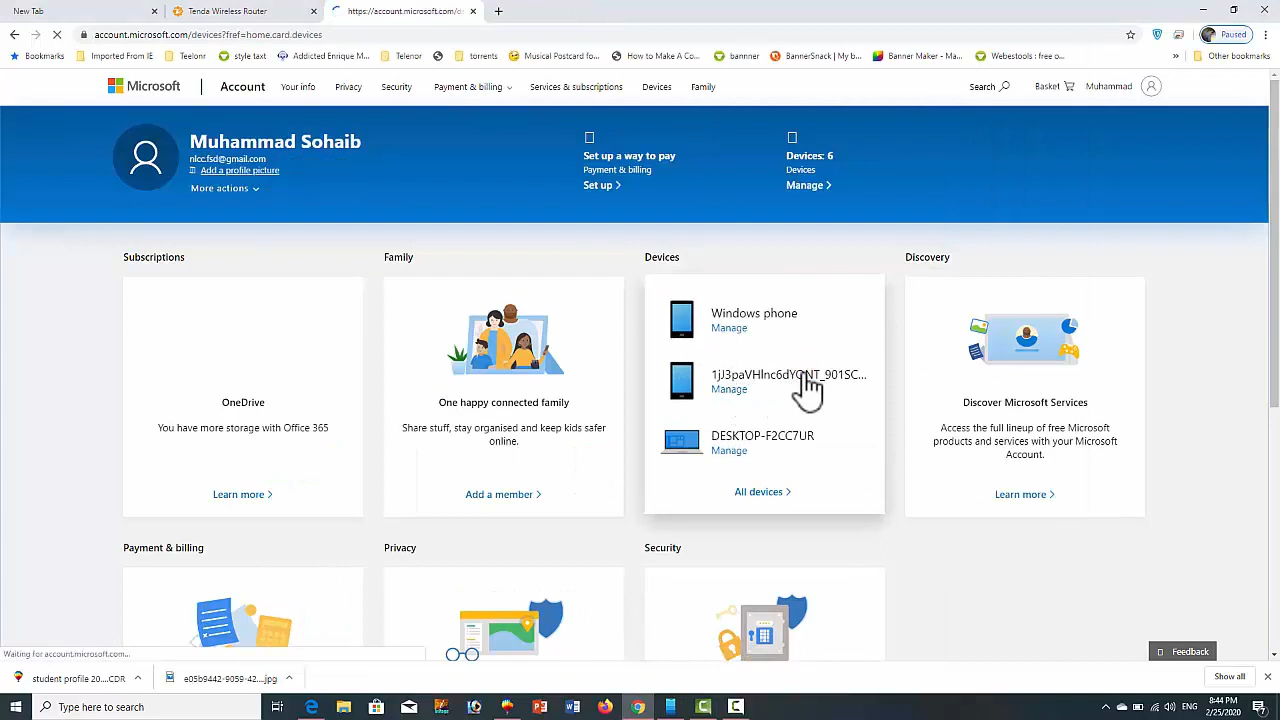 New Tab
Tenda Wireless Router
https://account.microsoft.com/d
account.microsoft.com/devices?fref=home.card.devices
Paused
Bookmarks
Imported From IE
Teelonr
style taxt
Addicted Enrique M...
Telenor
torrents
Musical Postcard fo...
How to Make A Co...
bannner
BannerSnack | My b...
Banner Maker - Ma...
Webestools : free o...
»
Other bookmarks
Microsoft
Account
Your info
Privacy
Security
Payment & billing
Services & subscriptions
Devices
Family
Search
Basket
Muhammad
Muhammad Sohaib
nlcc.fsd@gmail.com
Add a profile picture
More actions
Set up a way to pay
Payment & billing
Set up >
Devices: 6
Devices
Manage >
Subscriptions
Family
Devices
Discovery
OneDrive
You have more storage with Office 365
Learn more >
One happy connected family
Share stuff, stay organised and keep kids safer
online.
Add a member >
Windows phone
Manage
Manage
DESKTOP-F2CC7UR
Manage
All devices >
Discover Microsoft Services
Access the full lineup of free Microsoft
products and services with your Microsoft
Account.
Learn more >
Payment & billing
Privacy
Security
Feedback
Waiting for account.microsoft.com...
student profile 20....CDR
e05b9442-9059-42....jpg
Show all
Type here to search
8:44 PM
2/25/2020